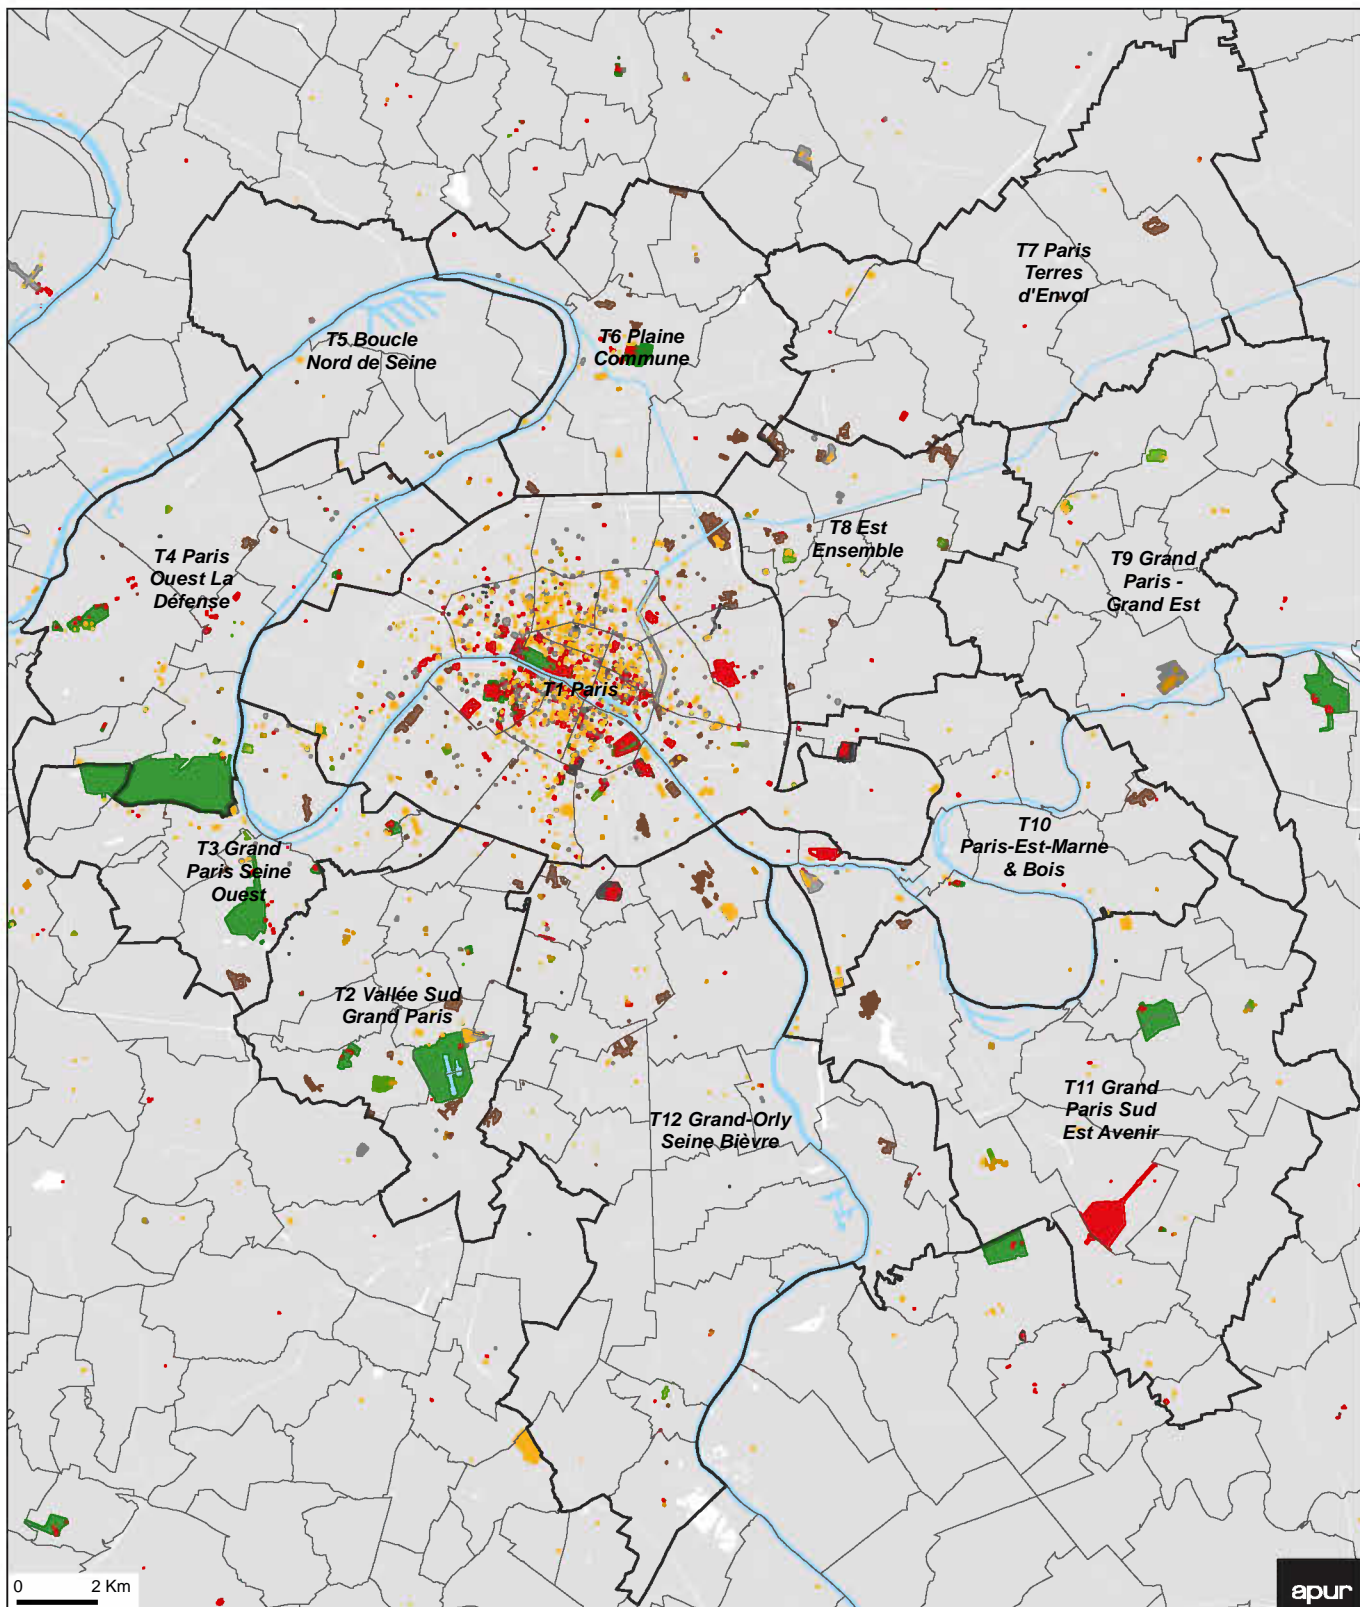 T7 Paris
Terres
d'Envol
T5 Boucle
Nord de Seine
T6 Plaine
Commune
T8 Est
Ensemble
T4 Paris
Ouest La
Défense
T9 Grand
Paris -
Grand Est
T1 Paris
T3 Grand
Paris Seine
Ouest
T10
Paris-Est-Marne
& Bois
T2 Vallée Sud
Grand Paris
T12 Grand-Orly
Seine Bièvre
T11 Grand
Paris Sud
Est Avenir
0 2 Km
apur